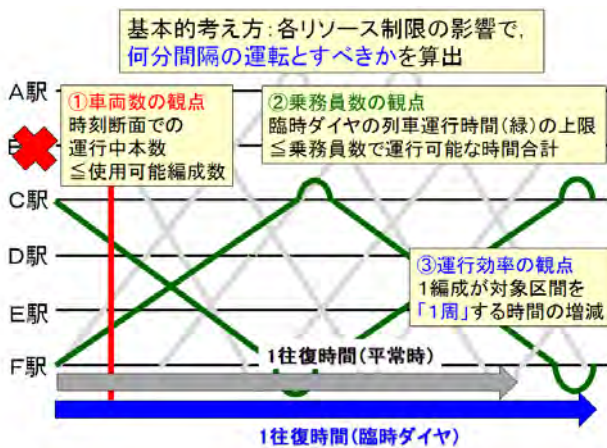 基本的考え方：各リソース制限の影響で，
何分間隔の運転とすべきかを算出
A駅
①車両数の観点
時刻断面での
運行中本数
≦使用可能編成数
②乗務員数の観点
臨時ダイヤの列車運行時間(緑)の上限
≦乗務員数で運行可能な時間合計
C駅
D駅
③運行効率の観点
1編成が対象区間を
「1周」する時間の増減
E駅
1往復時間(平常時)
F駅
1往復時間(臨時ダイヤ)